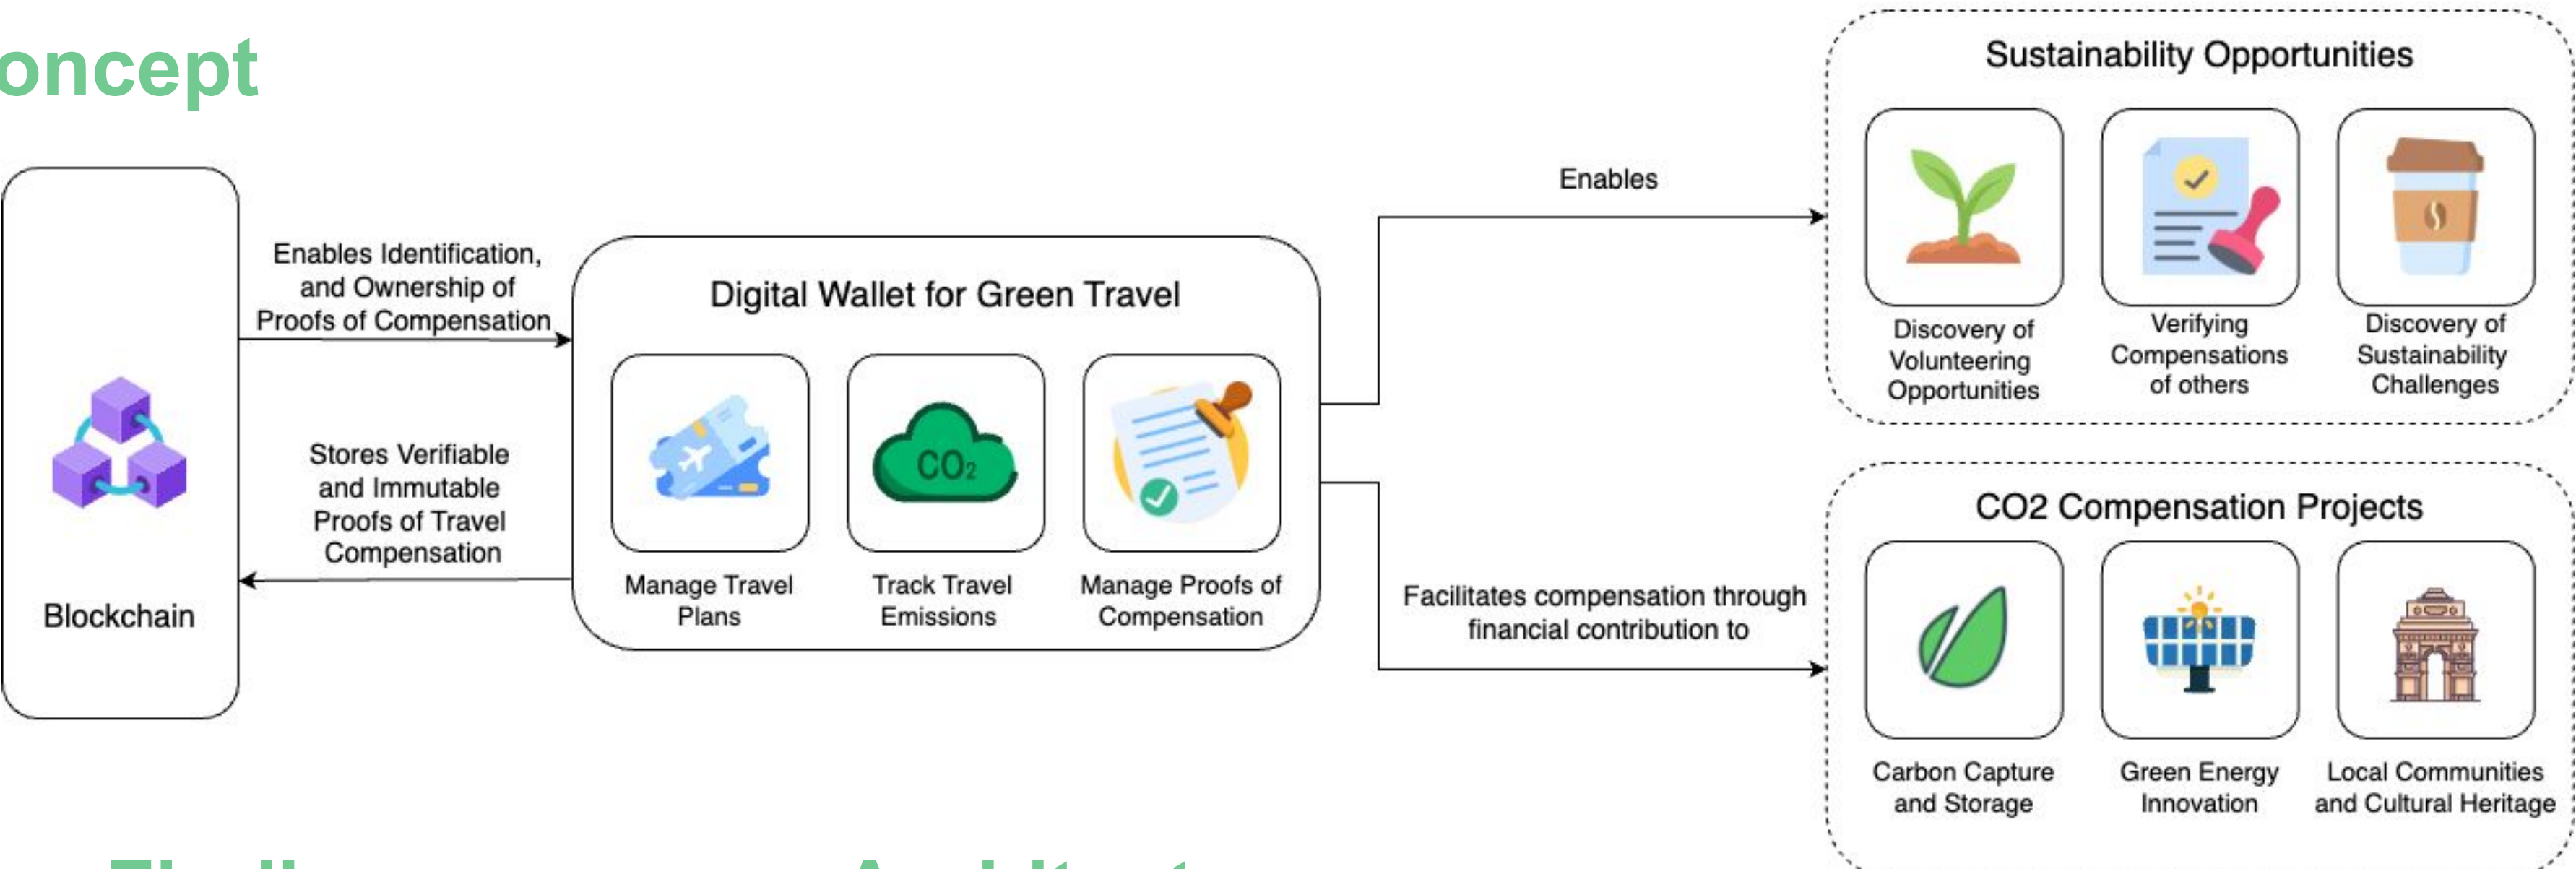 oncept
Blockchain
Enables Identification,
and Ownership of
Proofs of Compensation
Stores Verifiable
and Immutable
Proofs of Travel
Compensation
Digital Wallet for Green Travel
CO₂
Manage Travel
Plans
Track Travel
Emissions
Manage Proofs of
Compensation
Enables
Facilitates compensation through
financial contribution to
Sustainability Opportunities
Discovery of
Volunteering
Opportunities
Verifying
Compensations
of others
Discovery of
Sustainability
Challenges
CO2 Compensation Projects
Carbon Capture
and Storage
Green Energy
Innovation
Local Communities
and Cultural Heritage